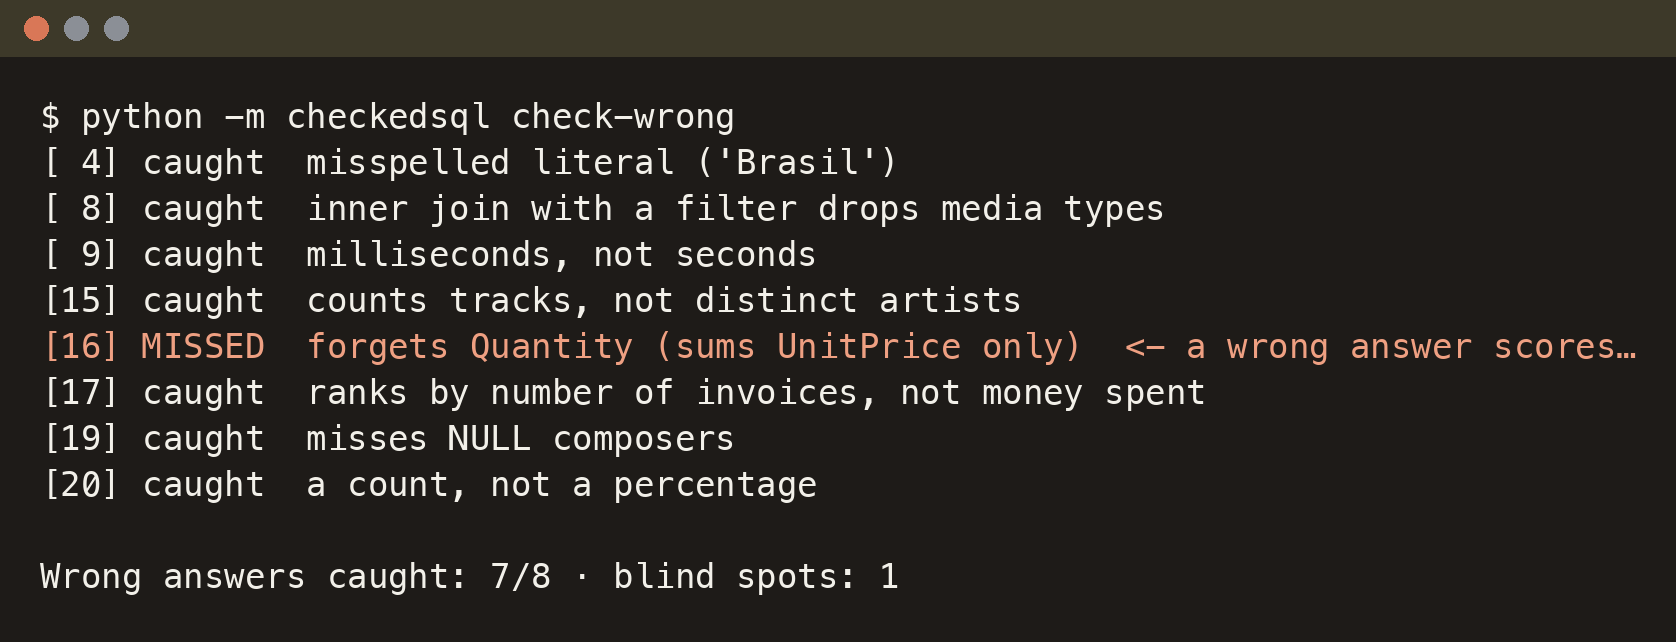 $ python -m checkedsql check-wrong
[ 4] caught  misspelled literal ('Brasil')
[ 8] caught  inner join with a filter drops media types
[ 9] caught  milliseconds, not seconds
[15] caught  counts tracks, not distinct artists
[16] MISSED  forgets Quantity (sums UnitPrice only)  <- a wrong answer scores…
[17] caught  ranks by number of invoices, not money spent
[19] caught  misses NULL composers
[20] caught  a count, not a percentage
Wrong answers caught: 7/8 · blind spots: 1